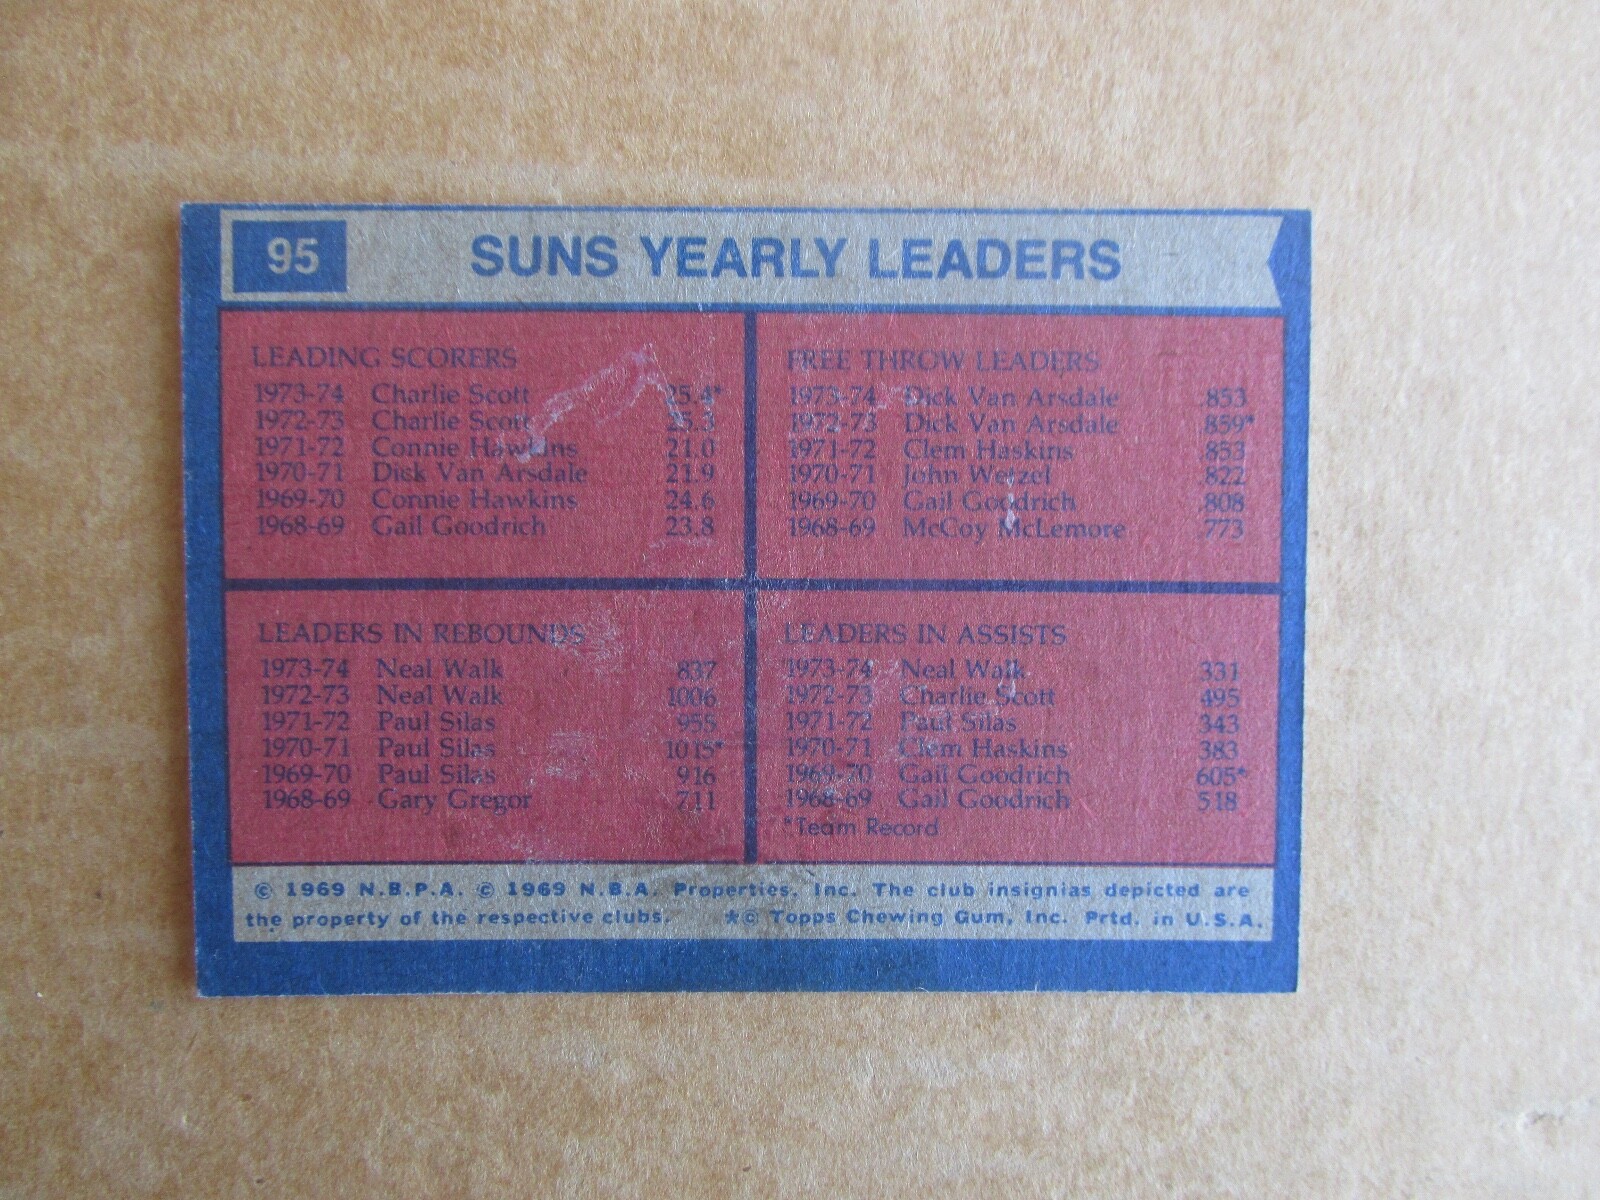 95 SUNS YEARLY LEADERS
LEADING SCORERS
1973-74 Charlie Scott 25.4*
1972-73 Charlie Scott 25.3
1971-72 Connie Hawkins 21.0
1970-71 Dick Van Arsdale 21.9
1969-70 Connie Hawkins 24.6
1968-69 Gail Goodrich 23.8
FREE THROW LEADERS
1973-74 Dick Van Arsdale .853
1972-73 Dick Van Arsdale .859*
1971-72 Clem Haskins .853
1970-71 John Wetzel .822
1969-70 Gail Goodrich .808
1968-69 McCoy McLemore .773
LEADERS IN REBOUNDS
1973-74 Neal Walk 837
1972-73 Neal Walk 1006
1971-72 Paul Silas 955
1970-71 Paul Silas 1015*
1969-70 Paul Silas 916
1968-69 Gary Gregor 711
LEADERS IN ASSISTS
1973-74 Neal Walk 331
1972-73 Charlie Scott 495
1971-72 Paul Silas 343
1970-71 Clem Haskins 383
1969-70 Gail Goodrich 605*
1968-69 Gail Goodrich 518
*Team Record
© 1969 N.B.P.A. © 1969 N.B.A. Properties, Inc. The club insignias depicted are
the property of the respective clubs. *© Topps Chewing Gum, Inc. Prtd. in U.S.A.